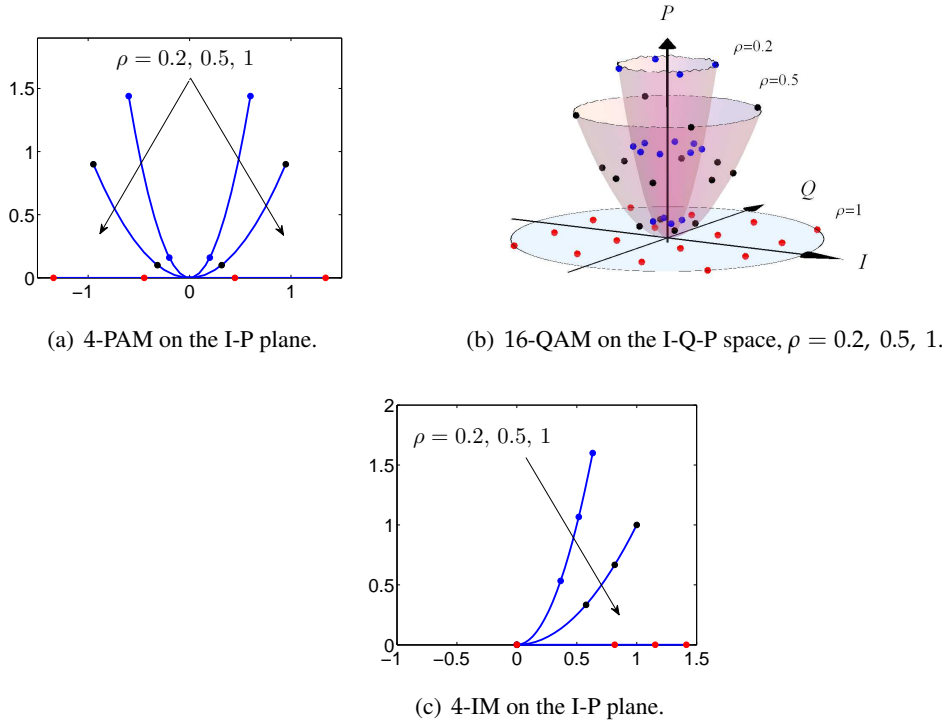 ρ = 0.2, 0.5, 1
1.5
1
0.5
0
−1 0 1
(a) 4-PAM on the I-P plane.
P
ρ=0.2
ρ=0.5
Q
ρ=1
I
(b) 16-QAM on the I-Q-P space, ρ = 0.2, 0.5, 1.
2
ρ = 0.2, 0.5, 1
1.5
1
0.5
0
−1 −0.5 0 0.5 1 1.5
(c) 4-IM on the I-P plane.